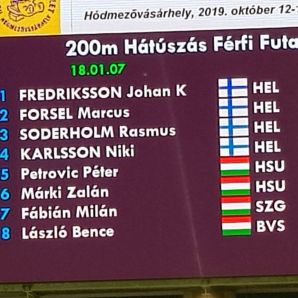 Hódmezővásárhely, 2019. október 12-1
200m Hátúszás Férfi Futa
18.01.07
1 FREDRIKSSON Johan K HEL
2 FORSEL Marcus HEL
3 SODERHOLM Rasmus HEL
4 KARLSSON Niki HEL
5 Petrovic Péter HSU
6 Márki Zalán HSU
7 Fábián Milán SZG
8 László Bence BVS